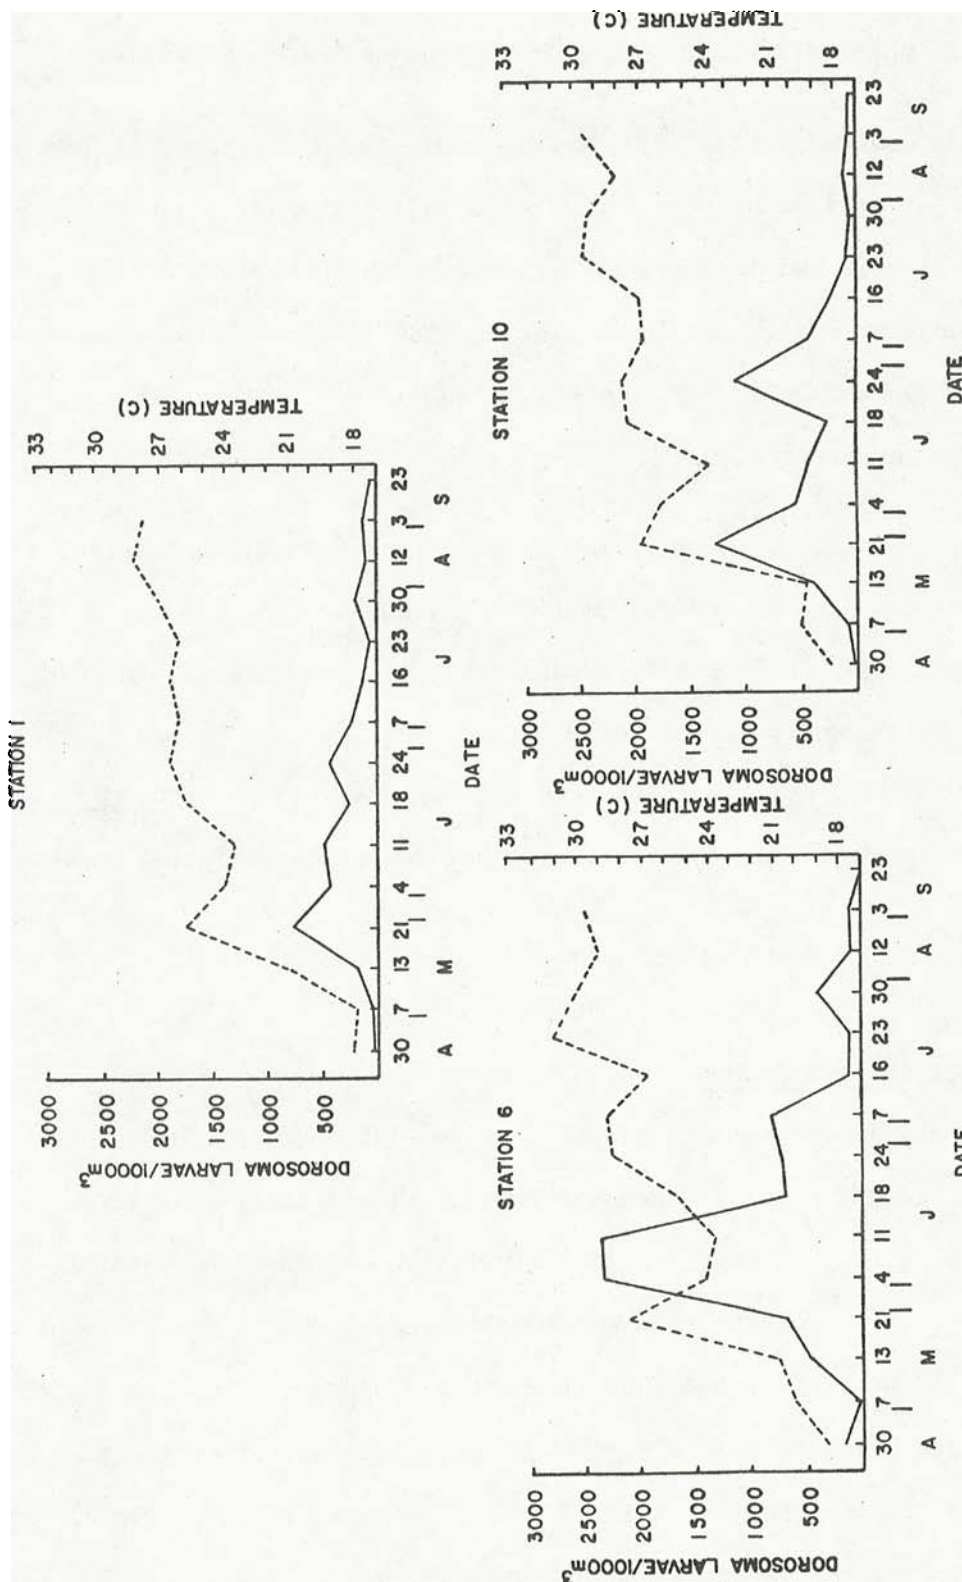 STATION 1
DOROSOMA LARVAE/1000m3
3000
2500
2000
1500
1000
500
TEMPERATURE (C)
33
30
27
24
21
18
30 7 13 21 4 11 18 24 7 16 23 30 12 3 23
A M J J A S
DATE
STATION 6
DOROSOMA LARVAE/1000m3
3000
2500
2000
1500
1000
500
TEMPERATURE (C)
33
30
27
24
21
18
30 7 13 21 4 11 18 24 7 16 23 30 12 3 23
A M J J A S
DATE
STATION 10
DOROSOMA LARVAE/1000m3
3000
2500
2000
1500
1000
500
TEMPERATURE (C)
33
30
27
24
21
18
30 7 13 21 4 11 18 24 7 16 23 30 12 3 23
A M J J A S
DATE